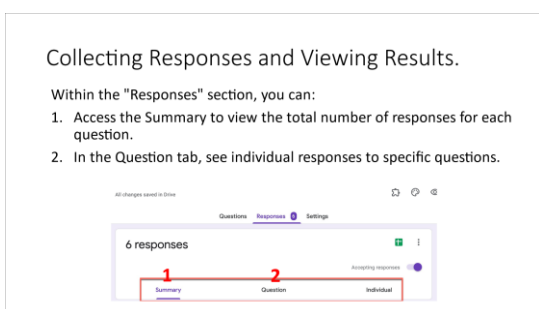 Collecting Responses and Viewing Results.
Within the "Responses" section, you can:
1. Access the Summary to view the total number of responses for each
question.
2. In the Question tab, see individual responses to specific questions.
All changes saved in Drive
Questions Responses 6 Settings
6 responses
Accepting responses
1 2
Summary Question Individual